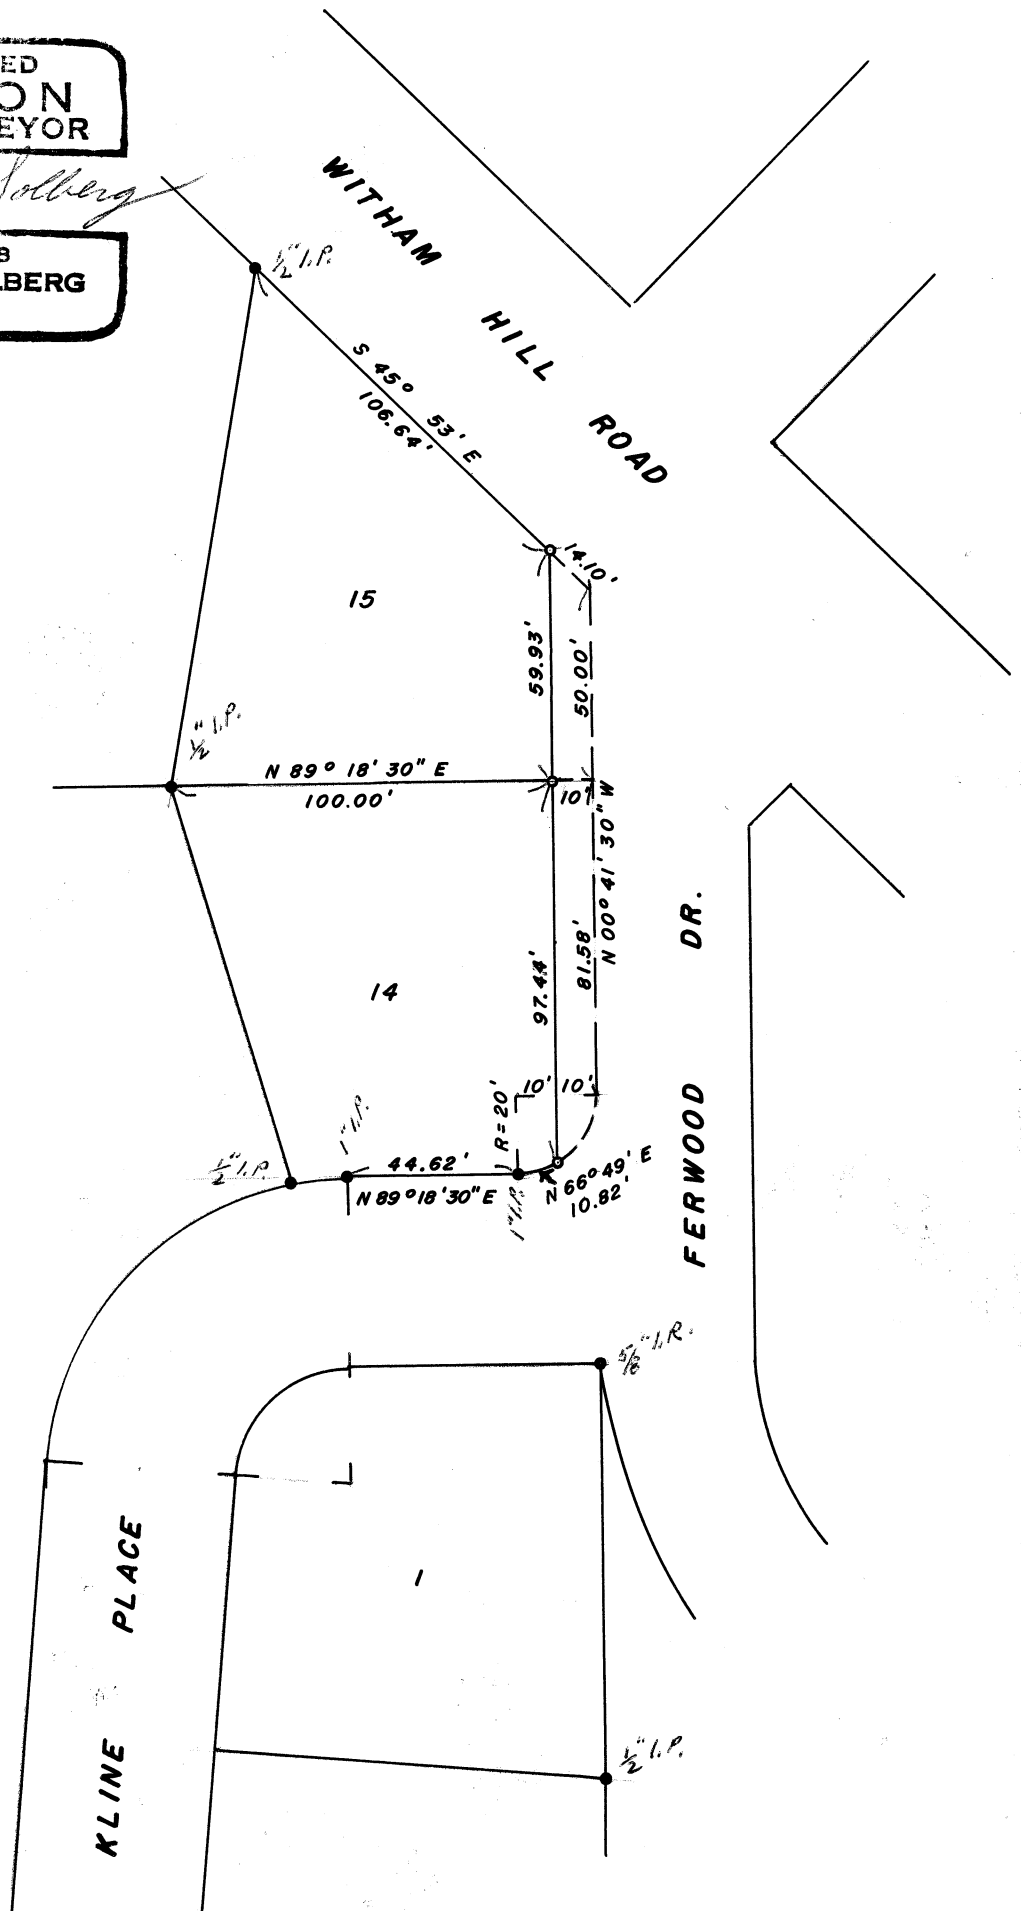 ED
ON
EYOR
Solberg
8
LBERG
WITHAM HILL ROAD
1/2" I.P.
S 45° 53' E
106.64'
14.10'
15
59.93'
50.00'
1/2" I.P.
N 89° 18' 30" E
100.00'
10'
N 00° 41' 30" W
14
97.44'
81.58'
FERWOOD DR.
1" I.P.
R = 20'
10' 10'
1/2" I.P.
44.62'
N 89° 18' 30" E
1" I.P.
N 66° 49' E
10.82'
5/8" I.R.
1
KLINE PLACE
1/2" I.P.